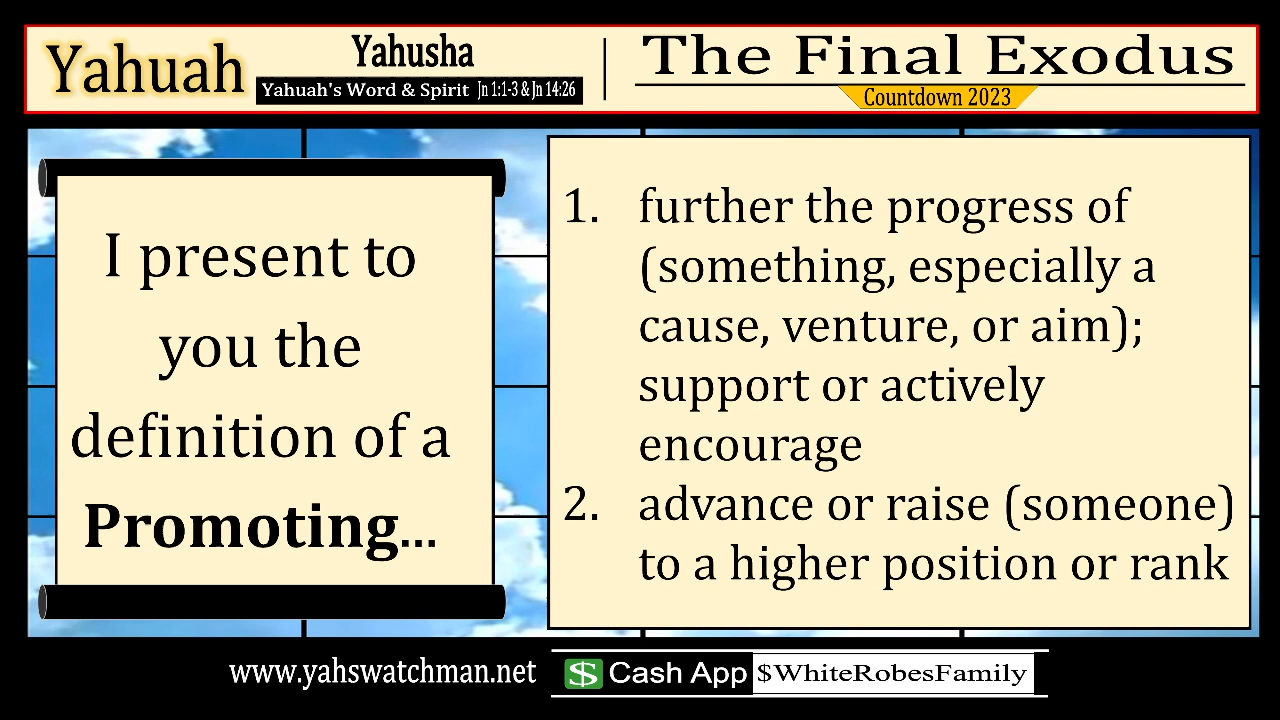 Yahuah
Yahusha
Yahuah's Word & Spirit Jn 1:1-3 & Jn 14:26
The Final Exodus
Countdown 2023
I present to
you the
definition of a
Promoting...
1. further the progress of
(something, especially a
cause, venture, or aim);
support or actively
encourage
2. advance or raise (someone)
to a higher position or rank
www.yahswatchman.net
$ Cash App $WhiteRobesFamily